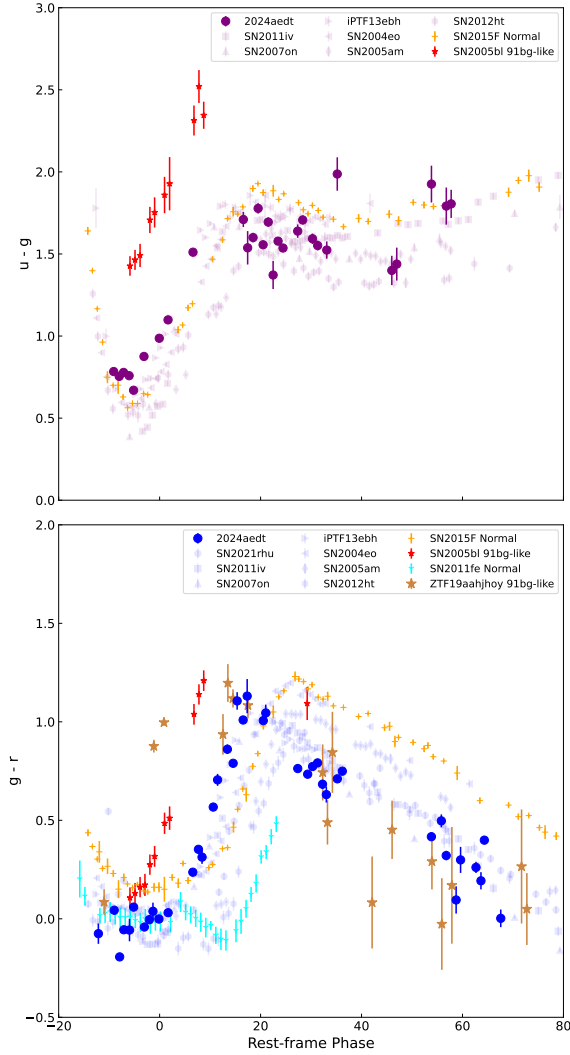 3.0
2024aedt iPTF13ebh SN2012ht
SN2011iv SN2004eo SN2015F Normal
SN2007on SN2005am SN2005bl 91bg-like
2.5
2.0
u - g
1.5
1.0
0.5
0.0
2.0
2024aedt iPTF13ebh SN2015F Normal
SN2021rhu SN2004eo SN2005bl 91bg-like
SN2011iv SN2005am SN2011fe Normal
SN2007on SN2012ht ZTF19aahjhoy 91bg-like
1.5
1.0
g - r
0.5
0.0
−0.5
−20 0 20 40 60 80
Rest-frame Phase